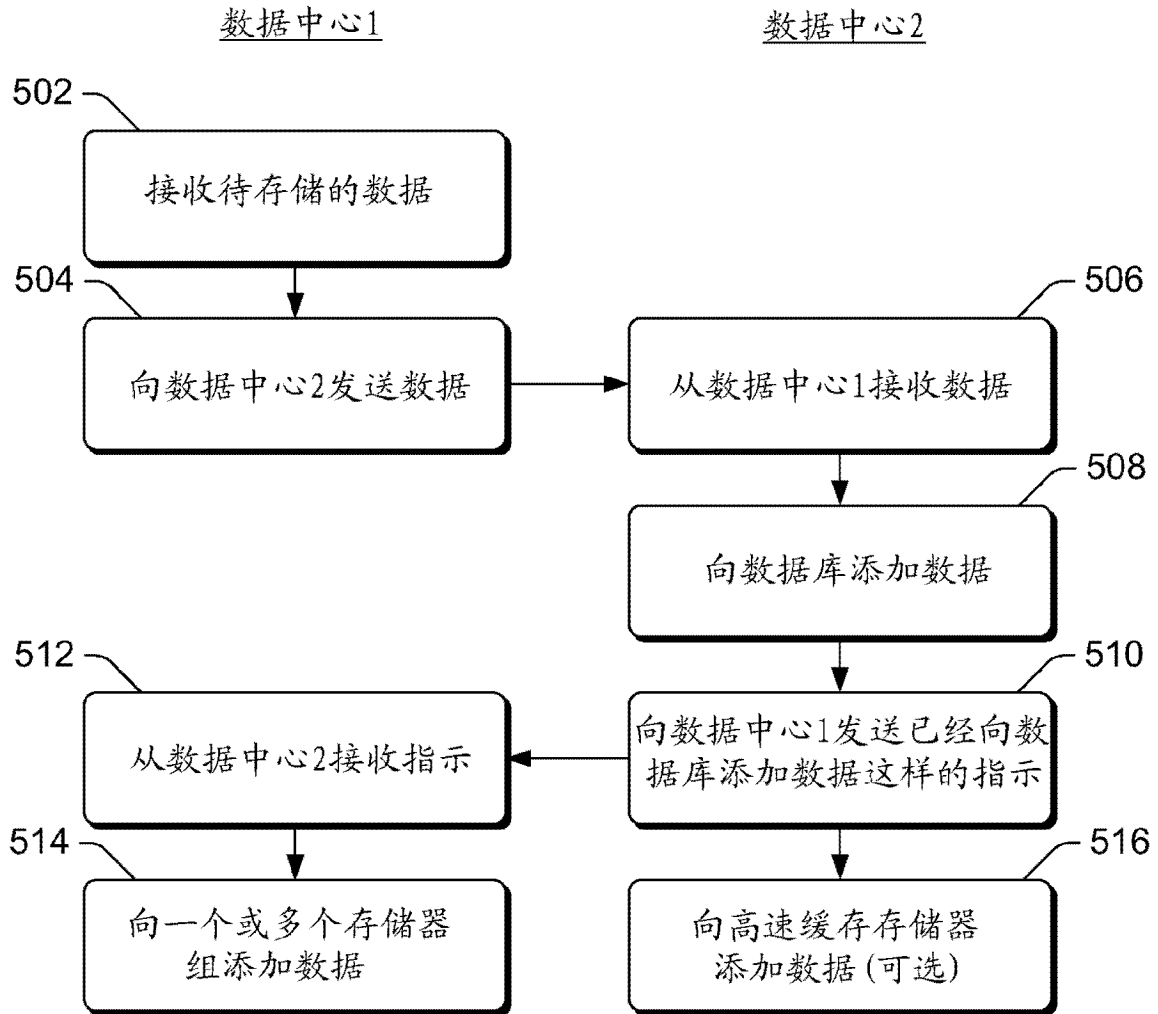 数据中心1
数据中心2
502
接收待存储的数据
504
向数据中心2发送数据
506
从数据中心1接收数据
508
向数据库添加数据
510
向数据中心1发送已经向数
据库添加数据这样的指示
512
从数据中心2接收指示
514
向一个或多个存储器
组添加数据
516
向高速缓存存储器
添加数据(可选)